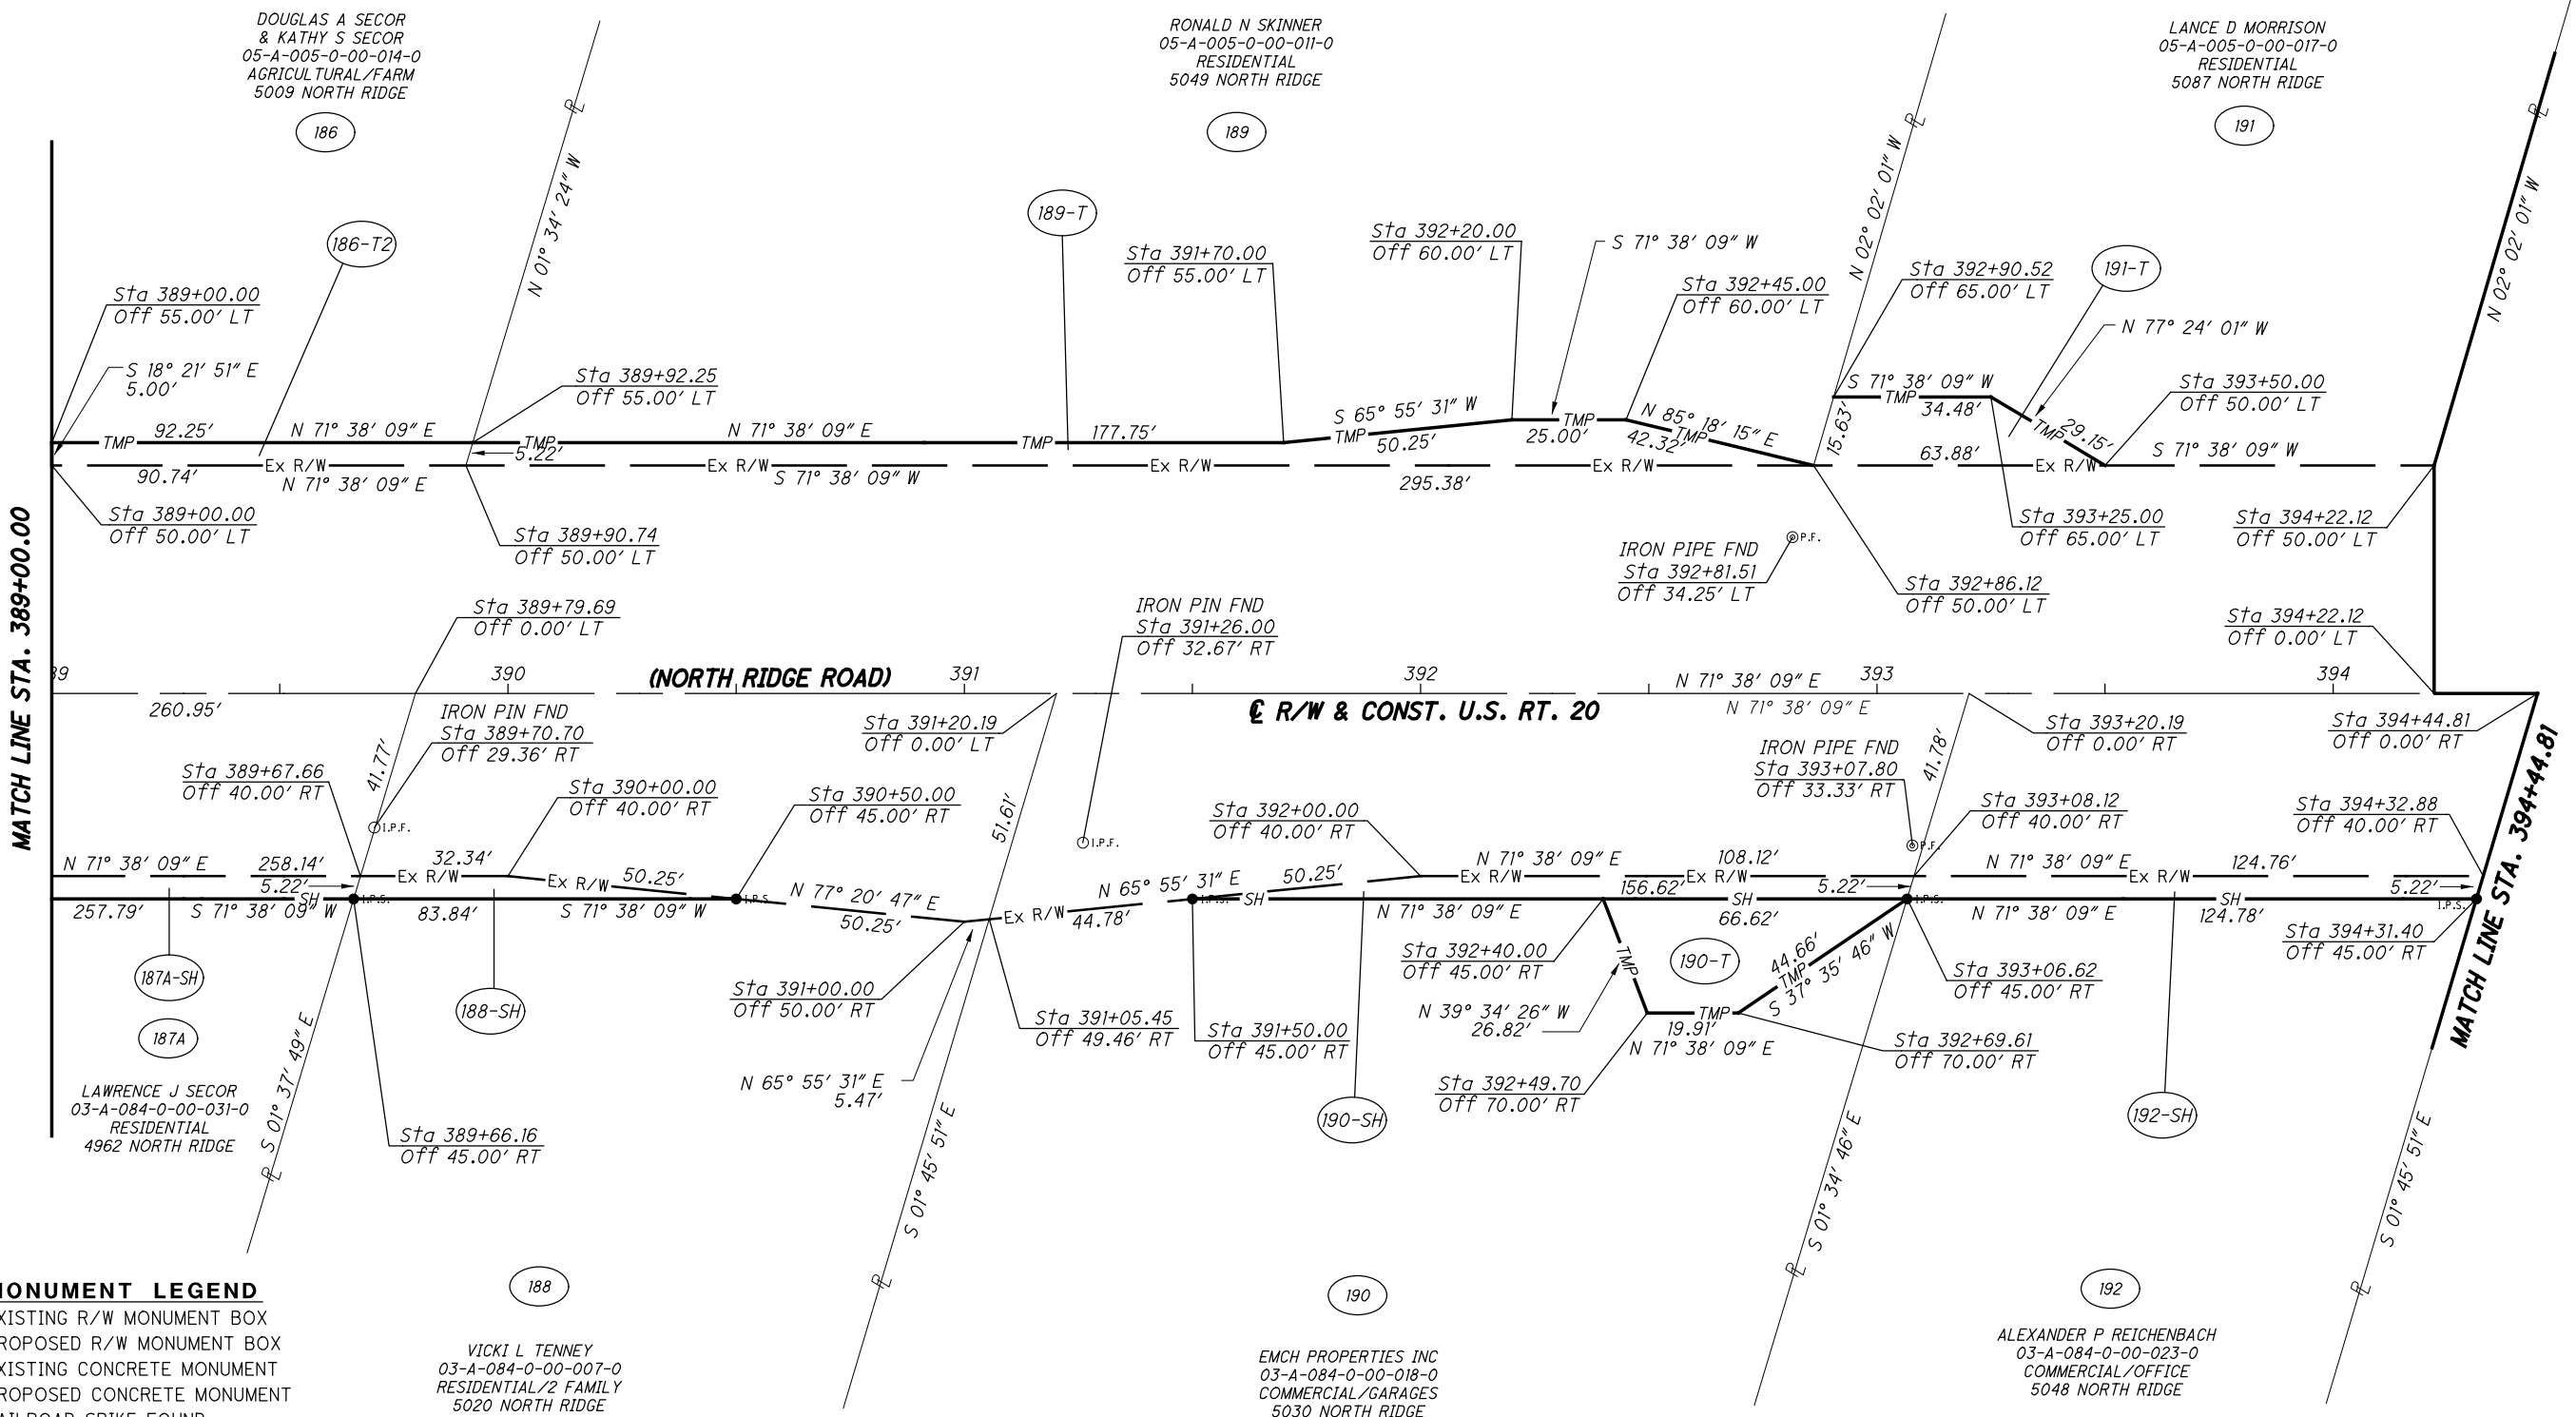 DOUGLAS A SECOR
& KATHY S SECOR
05-A-005-0-00-014-0
AGRICULTURAL/FARM
5009 NORTH RIDGE
186
RONALD N SKINNER
05-A-005-0-00-011-0
RESIDENTIAL
5049 NORTH RIDGE
189
LANCE D MORRISON
05-A-005-0-00-017-0
RESIDENTIAL
5087 NORTH RIDGE
191
N 01° 34' 24" W
PL
N 02° 02' 01" W
PL
N 02° 02' 01" W
PL
186-T2
189-T
191-T
Sta 389+00.00
Off 55.00' LT
S 18° 21' 51" E
5.00'
Sta 389+92.25
Off 55.00' LT
Sta 391+70.00
Off 55.00' LT
Sta 392+20.00
Off 60.00' LT
S 71° 38' 09" W
Sta 392+45.00
Off 60.00' LT
Sta 392+90.52
Off 65.00' LT
N 77° 24' 01" W
Sta 393+50.00
Off 50.00' LT
TMP
92.25'
N 71° 38' 09" E
TMP
5.22'
N 71° 38' 09" E
TMP
177.75'
S 65° 55' 31" W
TMP
50.25'
TMP
25.00'
N 85° 18' 15" E
TMP
42.32'
15.63'
S 71° 38' 09" W
TMP
34.48'
TMP
29.15'
S 71° 38' 09" W
63.88'
Ex R/W
90.74'
N 71° 38' 09" E
Ex R/W
S 71° 38' 09" W
Ex R/W
295.38'
Ex R/W
Ex R/W
Sta 389+00.00
Off 50.00' LT
Sta 389+90.74
Off 50.00' LT
IRON PIPE FND
Sta 392+81.51
Off 34.25' LT
P.F.
Sta 392+86.12
Off 50.00' LT
Sta 393+25.00
Off 65.00' LT
Sta 394+22.12
Off 50.00' LT
Sta 394+22.12
Off 0.00' LT
MATCH LINE STA. 389+00.00
Sta 389+79.69
Off 0.00' LT
IRON PIN FND
Sta 391+26.00
Off 32.67' RT
39
390
(NORTH RIDGE ROAD)
391
392
N 71° 38' 09" E
393
394
260.95'
CL R/W & CONST. U.S. RT. 20
N 71° 38' 09" E
IRON PIN FND
Sta 389+70.70
Off 29.36' RT
41.77'
Sta 391+20.19
Off 0.00' LT
Sta 393+20.19
Off 0.00' RT
Sta 394+44.81
Off 0.00' RT
MATCH LINE STA. 394+44.81
IRON PIPE FND
Sta 393+07.80
Off 33.33' RT
41.78'
Sta 389+67.66
Off 40.00' RT
Sta 390+00.00
Off 40.00' RT
Sta 390+50.00
Off 45.00' RT
51.61'
Sta 392+00.00
Off 40.00' RT
Sta 393+08.12
Off 40.00' RT
Sta 394+32.88
Off 40.00' RT
I.P.F.
I.P.F.
P.F.
N 71° 38' 09" E
258.14'
32.34'
Ex R/W
Ex R/W
50.25'
N 77° 20' 47" E
50.25'
N 65° 55' 31" E
Ex R/W
44.78'
50.25'
N 71° 38' 09" E
Ex R/W
108.12'
Ex R/W
N 71° 38' 09" E
124.76'
Ex R/W
5.22'
257.79'
S 71° 38' 09" W
SH
I.P.S.
83.84'
S 71° 38' 09" W
I.P.S.
I.P.S.
SH
N 71° 38' 09" E
156.62'
SH
66.62'
5.22'
I.P.S.
N 71° 38' 09" E
SH
124.78'
5.22'
I.P.S.
187A-SH
188-SH
187A
Sta 391+00.00
Off 50.00' RT
Sta 391+05.45
Off 49.46' RT
N 65° 55' 31" E
5.47'
Sta 391+50.00
Off 45.00' RT
Sta 392+40.00
Off 45.00' RT
TMP
190-T
44.66'
TMP
S 37° 35' 46" W
Sta 393+06.62
Off 45.00' RT
Sta 394+31.40
Off 45.00' RT
N 39° 34' 26" W
26.82'
TMP
19.91'
N 71° 38' 09" E
Sta 392+69.61
Off 70.00' RT
Sta 392+49.70
Off 70.00' RT
190-SH
192-SH
LAWRENCE J SECOR
03-A-084-0-00-031-0
RESIDENTIAL
4962 NORTH RIDGE
Sta 389+66.16
Off 45.00' RT
S 01° 37' 49" E
PL
S 01° 45' 51" E
PL
S 01° 34' 46" E
PL
S 01° 45' 51" E
PL
MONUMENT LEGEND
EXISTING R/W MONUMENT BOX
PROPOSED R/W MONUMENT BOX
EXISTING CONCRETE MONUMENT
PROPOSED CONCRETE MONUMENT
RAILROAD SPIKE FOUND
188
VICKI L TENNEY
03-A-084-0-00-007-0
RESIDENTIAL/2 FAMILY
5020 NORTH RIDGE
190
EMCH PROPERTIES INC
03-A-084-0-00-018-0
COMMERCIAL/GARAGES
5030 NORTH RIDGE
192
ALEXANDER P REICHENBACH
03-A-084-0-00-023-0
COMMERCIAL/OFFICE
5048 NORTH RIDGE